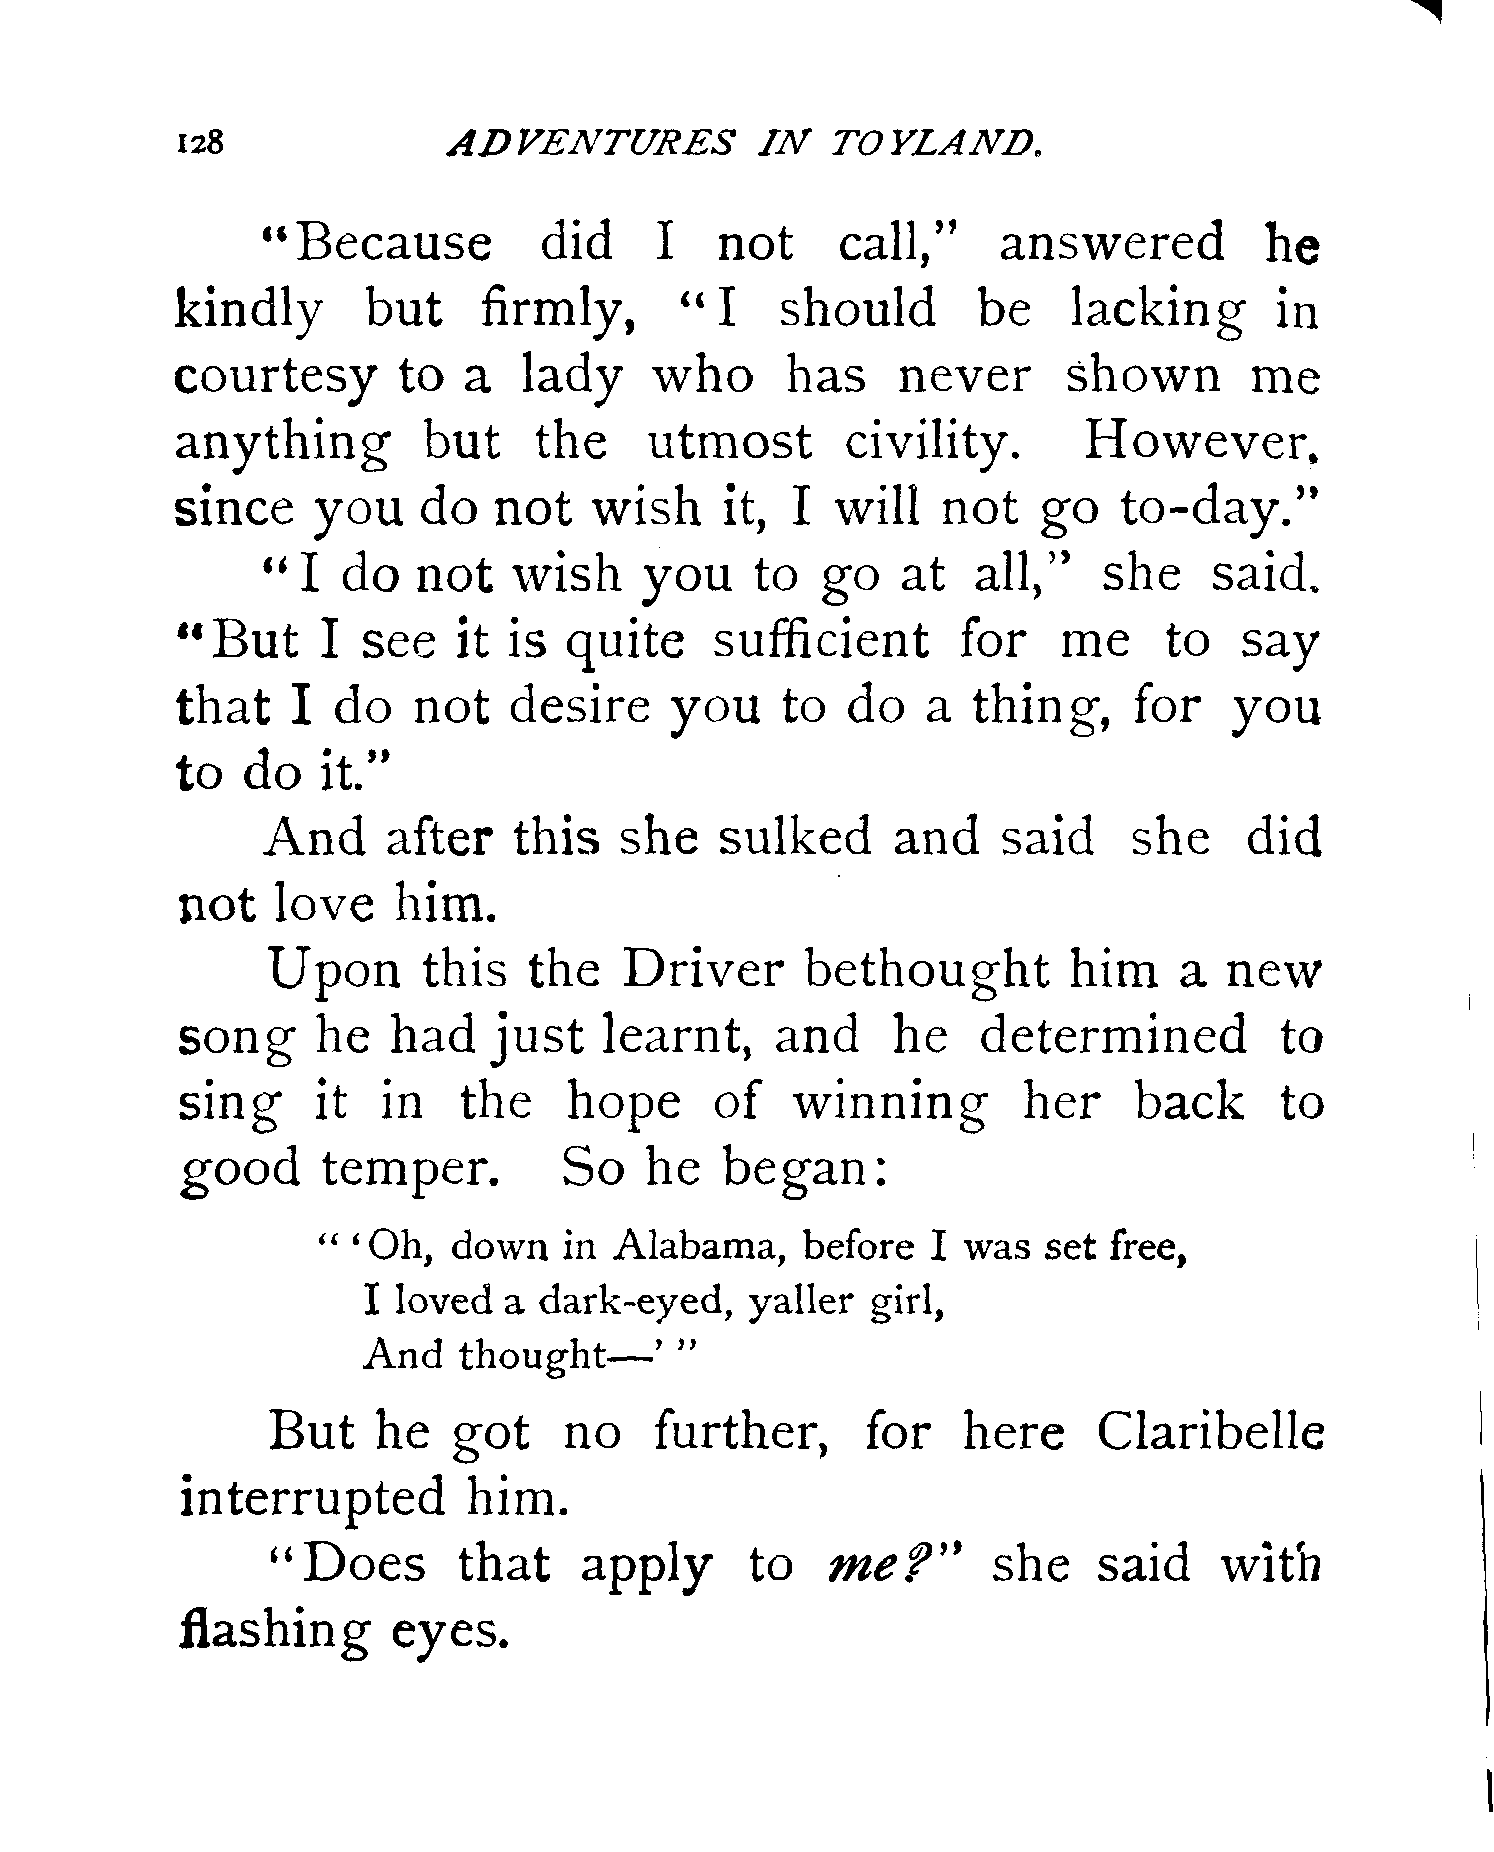 128 ADVENTURES IN TOYLAND.
"Because did I not call," answered he
kindly but firmly, "I should be lacking in
courtesy to a lady who has never shown me
anything but the utmost civility. However,
since you do not wish it, I will not go to-day."
"I do not wish you to go at all," she said.
"But I see it is quite sufficient for me to say
that I do not desire you to do a thing, for you
to do it."
And after this she sulked and said she did
not love him.
Upon this the Driver bethought him a new
song he had just learnt, and he determined to
sing it in the hope of winning her back to
good temper. So he began:
"'Oh, down in Alabama, before I was set free,
I loved a dark-eyed, yaller girl,
And thought—'"
But he got no further, for here Claribelle
interrupted him.
"Does that apply to me?" she said with
flashing eyes.